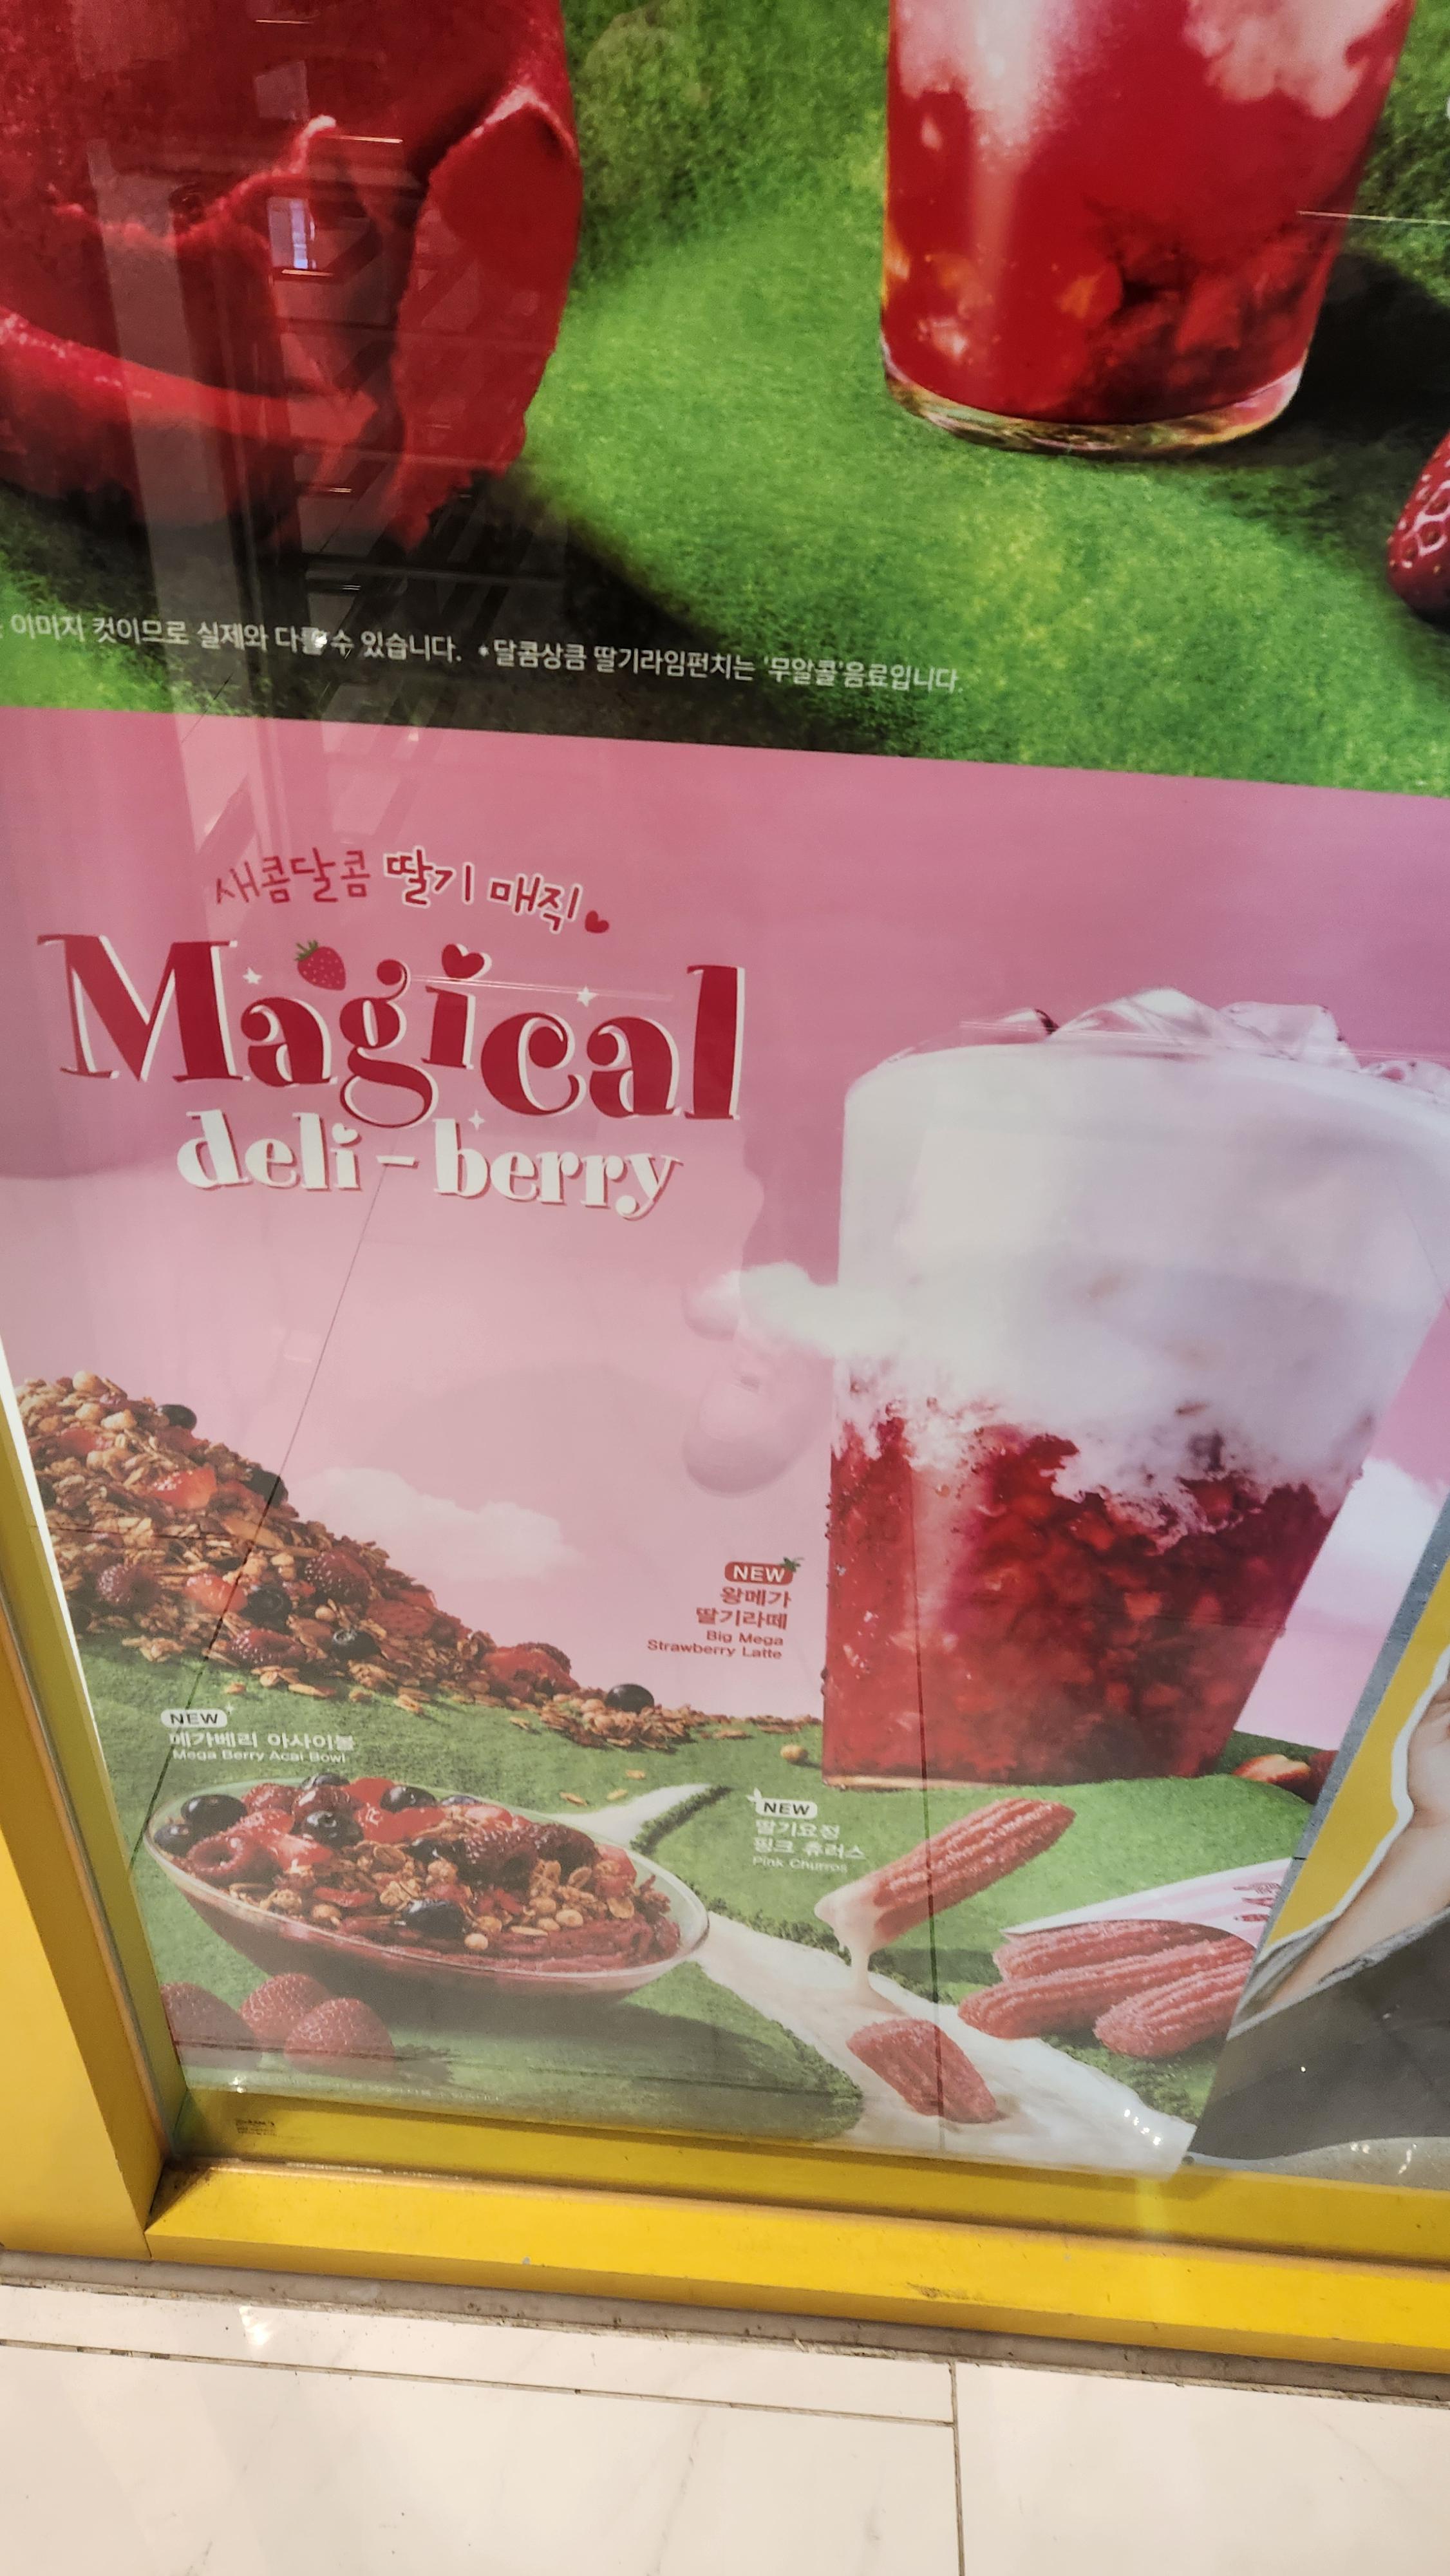 이미지 컷이므로 실제와 다를 수 있습니다. •달콤상큼 딸기라임펀치는 '무알콜'음료입니다.
새콤달콤 딸기 매직
Magical
deli-berry
NEW
왕메가
딸기라떼
Big Mega
Strawberry Latte
NEW
메가베리 아사이볼
Mega Berry Acai Bowl
NEW
딸기요정
핑크 츄러스
Pink Churros